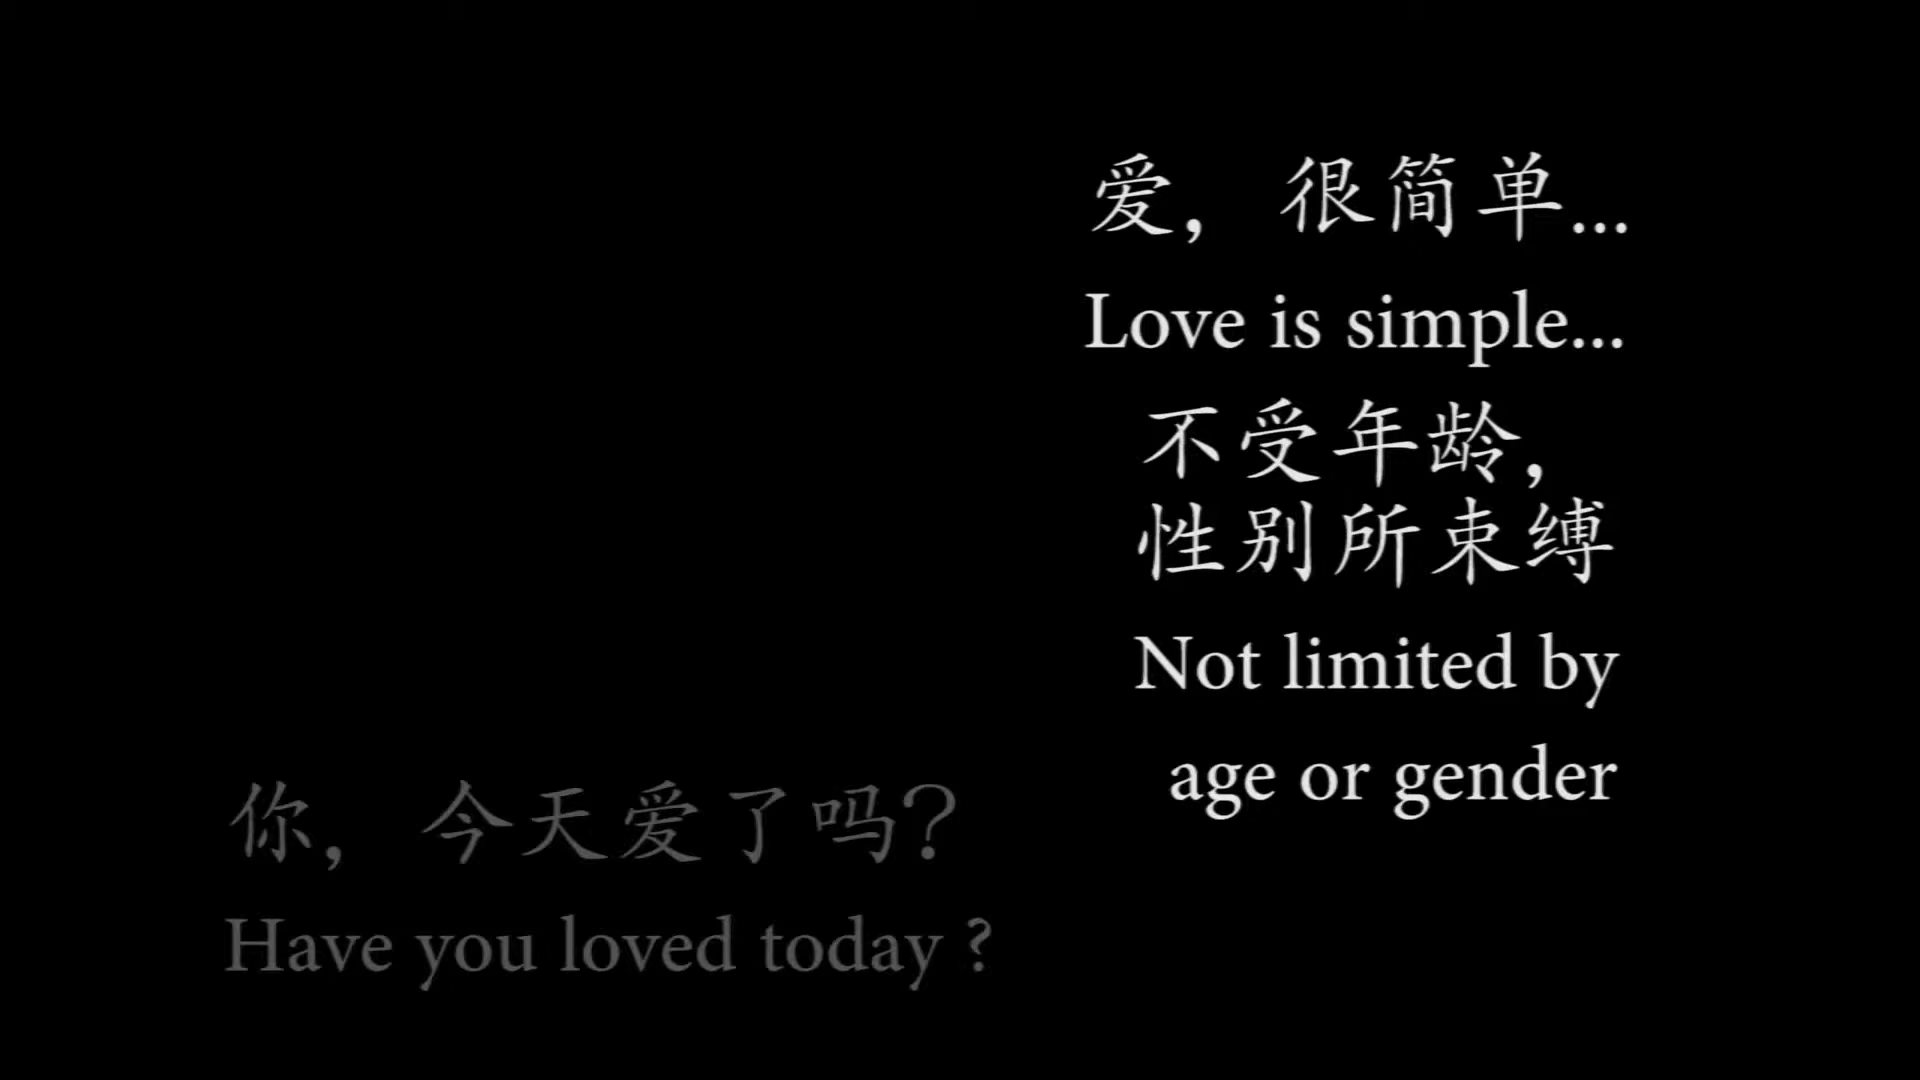 爱，很简单...
Love is simple...
不受年龄，
性别所束缚
Not limited by
age or gender
你，今天爱了吗？
Have you loved today ?